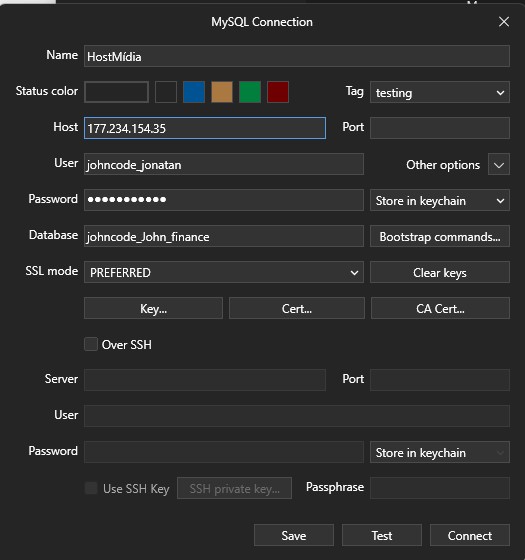 MySQL Connection
Name HostMídia
Status color Tag testing
Host 177.234.154.35 Port
User johncode_jonatan Other options
Password ●●●●●●●●●●● Store in keychain
Database johncode_John_finance Bootstrap commands...
SSL mode PREFERRED Clear keys
Key... Cert... CA Cert...
Over SSH
Server Port
User
Password Store in keychain
Use SSH Key SSH private key... Passphrase
Save Test Connect